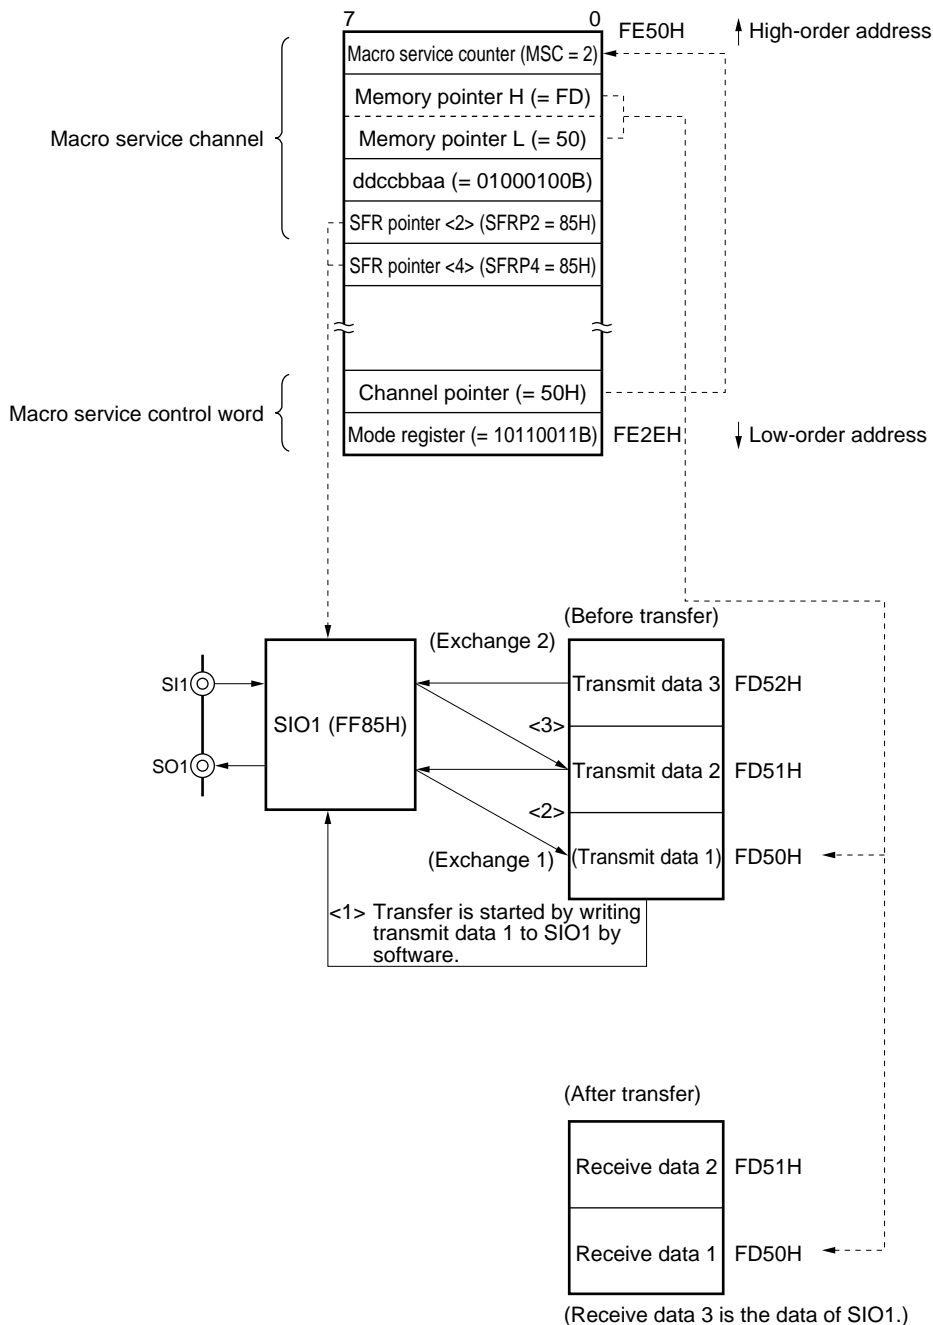 7 0 FE50H High-order address
Macro service counter (MSC = 2)
Memory pointer H (= FD)
Macro service channel
Memory pointer L (= 50)
ddccbbaa (= 01000100B)
SFR pointer <2> (SFRP2 = 85H)
SFR pointer <4> (SFRP4 = 85H)
Channel pointer (= 50H)
Macro service control word
Mode register (= 10110011B) FE2EH Low-order address
(Before transfer)
(Exchange 2)
SI1
Transmit data 3 FD52H
SIO1 (FF85H)
<3>
SO1
Transmit data 2 FD51H
<2>
(Exchange 1)
(Transmit data 1) FD50H
<1> Transfer is started by writing
transmit data 1 to SIO1 by
software.
(After transfer)
Receive data 2 FD51H
Receive data 1 FD50H
(Receive data 3 is the data of SIO1.)